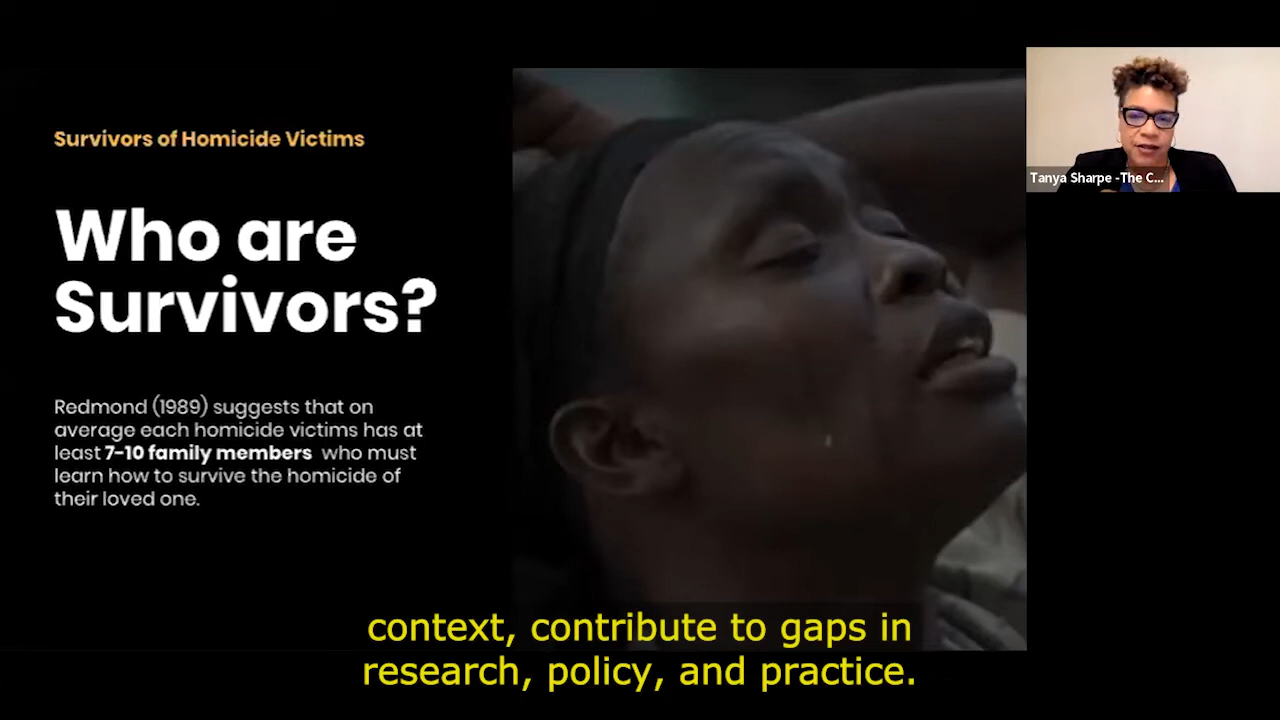 Survivors of Homicide Victims
Who are
Survivors?
Redmond (1989) suggests that on
average each homicide victims has at
least 7-10 family members who must
learn how to survive the homicide of
their loved one.
Tanya Sharpe -The C...
context, contribute to gaps in
research, policy, and practice.